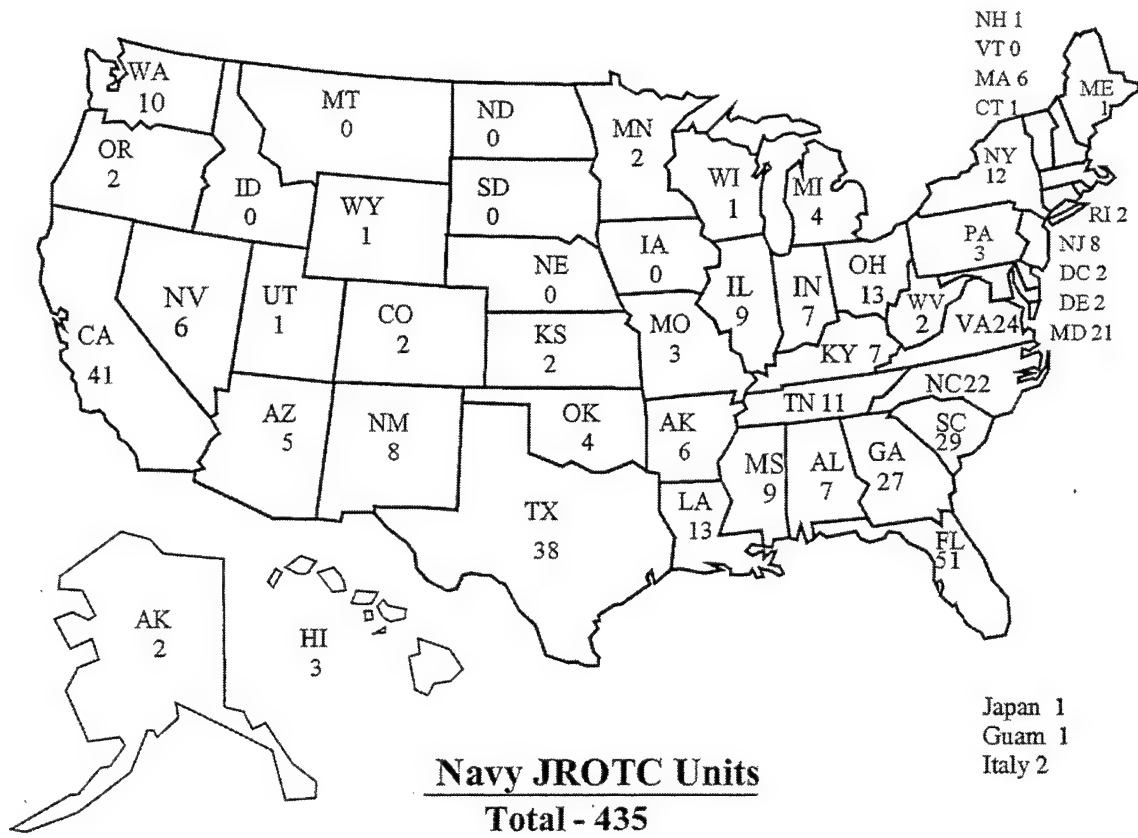 NH 1
VT 0
MA 6
CT 1
ME
1
WA
10
MT
0
ND
0
MN
2
OR
2
ID
0
SD
0
WI
1
MI
4
NY
12
RI 2
WY
1
IA
0
PA
3
NJ 8
NE
0
OH
13
DC 2
NV
6
UT
1
CO
2
IL
9
IN
7
WV
2
DE 2
VA24
MD 21
CA
41
KS
2
MO
3
KY 7
NC22
TN 11
AZ
5
NM
8
OK
4
AK
6
SC
29
MS
9
AL
7
GA
27
LA
13
TX
38
FL
51
AK
2
HI
3
Japan 1
Guam 1
Italy 2
Navy JROTC Units
Total - 435